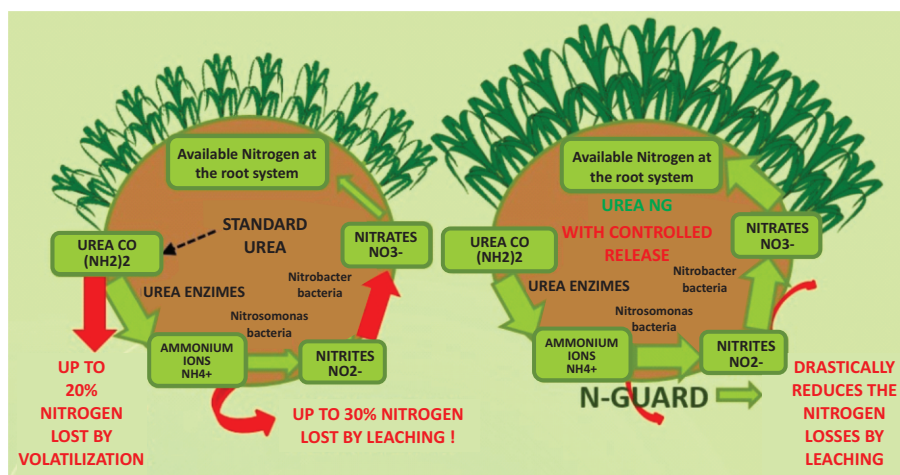 Available Nitrogen at
the root system
STANDARD
UREA
UREA CO
(NH2)2
NITRATES
NO3-
UREA ENZIMES
Nitrobacter
bacteria
Nitrosomonas
bacteria
AMMONIUM
IONS
NH4+
NITRITES
NO2-
UP TO
20%
NITROGEN
LOST BY
VOLATILIZATION
UP TO 30% NITROGEN
LOST BY LEACHING !
Available Nitrogen at
the root system
UREA NG
WITH CONTROLLED
RELEASE
UREA CO
(NH2)2
NITRATES
NO3-
UREA ENZIMES
Nitrobacter
bacteria
Nitrosomonas
bacteria
AMMONIUM
IONS
NH4+
NITRITES
NO2-
N-GUARD
DRASTICALLY
REDUCES THE
NITROGEN
LOSSES BY
LEACHING